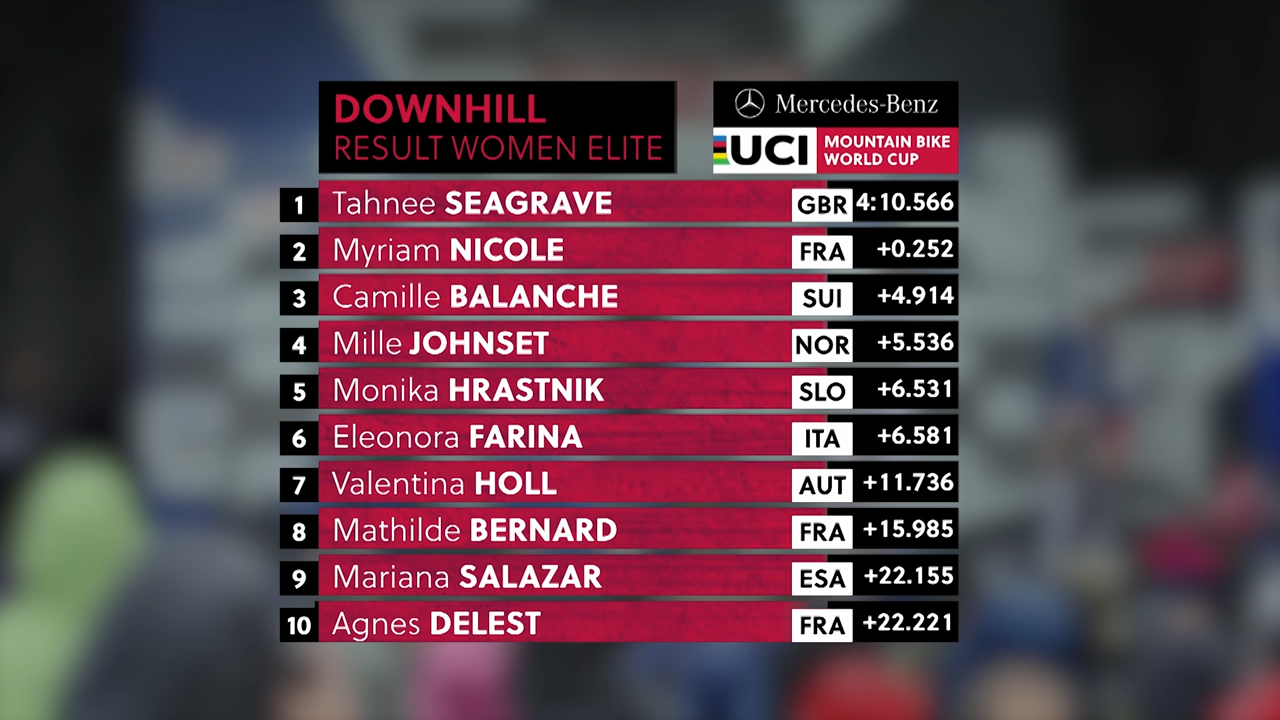 DOWNHILL
RESULT WOMEN ELITE
Mercedes-Benz
UCI MOUNTAIN BIKE
WORLD CUP
1 Tahnee SEAGRAVE GBR 4:10.566
2 Myriam NICOLE FRA +0.252
3 Camille BALANCHE SUI +4.914
4 Mille JOHNSET NOR +5.536
5 Monika HRASTNIK SLO +6.531
6 Eleonora FARINA ITA +6.581
7 Valentina HOLL AUT +11.736
8 Mathilde BERNARD FRA +15.985
9 Mariana SALAZAR ESA +22.155
10 Agnes DELEST FRA +22.221